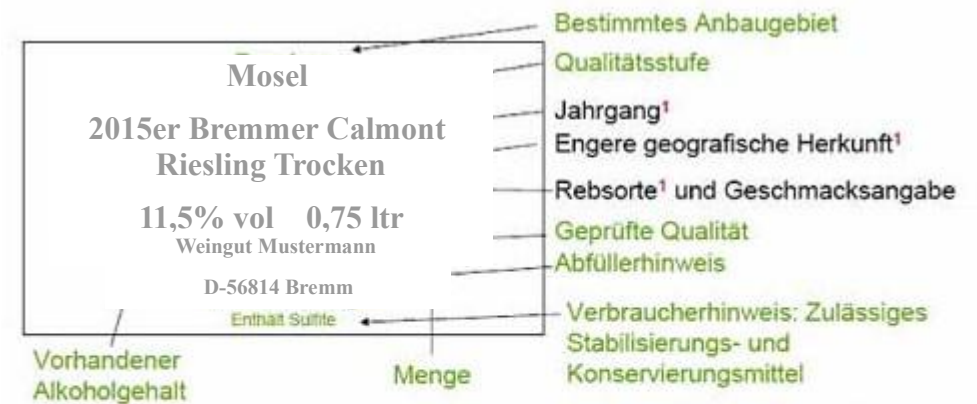 Bestimmtes Anbaugebiet
Mosel
Qualitätsstufe
2015er Bremmer Calmont
Riesling Trocken
Jahrgang¹
Engere geografische Herkunft¹
Rebsorte¹ und Geschmacksangabe
11,5% vol 0,75 ltr
Weingut Mustermann
Geprüfte Qualität
Abfüllerhinweis
D-56814 Bremm
Enthält Sulfite
Verbraucherhinweis: Zulässiges
Stabilisierungs- und
Konservierungsmittel
Vorhandener
Alkoholgehalt
Menge